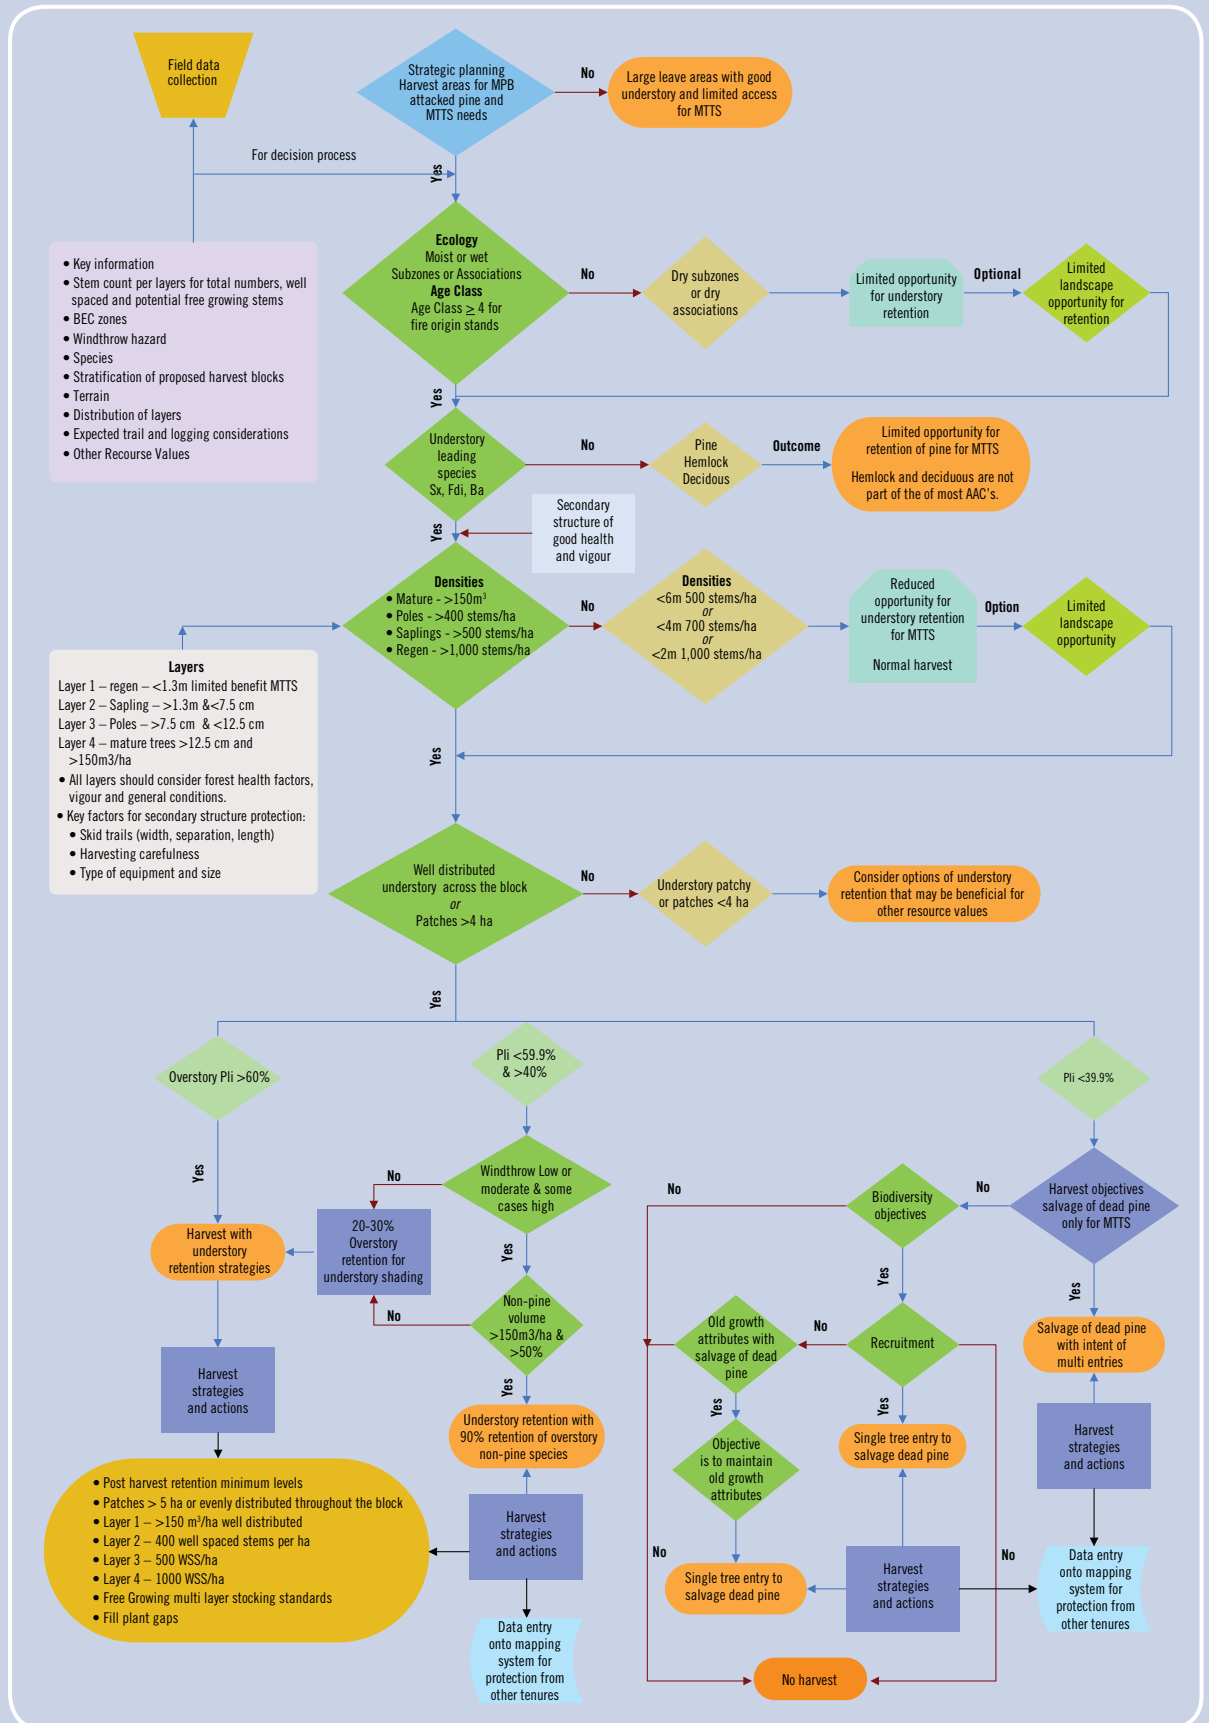 Field data
collection
Strategic planning
Harvest areas for MPB
attacked pine and
MTTS needs
No
Large leave areas with good
understory and limited access
for MTTS
For decision process
Yes
• Key information
• Stem count per layers for total numbers, well
spaced and potential free growing stems
• BEC zones
• Windthrow hazard
• Species
• Stratification of proposed harvest blocks
• Terrain
• Distribution of layers
• Expected trail and logging considerations
• Other Recourse Values
Ecology
Moist or wet
Subzones or Associations
Age Class
Age Class ≥ 4 for
fire origin stands
No
Dry subzones
or dry
associations
Limited opportunity
for understory
retention
Optional
Limited
landscape
opportunity for
retention
Yes
Understory
leading
species
Sx, Fdi, Ba
No
Pine
Hemlock
Decidous
Outcome
Limited opportunity for
retention of pine for MTTS
Hemlock and deciduous are not
part of the of most AAC's.
Yes
Secondary
structure of
good health
and vigour
Densities
• Mature - >150m³
• Poles - >400 stems/ha
• Saplings - >500 stems/ha
• Regen - >1,000 stems/ha
No
Densities
<6m 500 stems/ha
or
<4m 700 stems/ha
or
<2m 1,000 stems/ha
Reduced
opportunity for
understory retention
for MTTS
Normal harvest
Option
Limited
landscape
opportunity
Layers
Layer 1 – regen – <1.3m limited benefit MTTS
Layer 2 – Sapling – >1.3m &<7.5 cm
Layer 3 – Poles – >7.5 cm & <12.5 cm
Layer 4 – mature trees >12.5 cm and
>150m3/ha
• All layers should consider forest health factors,
vigour and general conditions.
• Key factors for secondary structure protection:
• Skid trails (width, separation, length)
• Harvesting carefulness
• Type of equipment and size
Yes
Well distributed
understory across the block
or
Patches >4 ha
No
Understory patchy
or patches <4 ha
Consider options of understory
retention that may be beneficial for
other resource values
Yes
Overstory Pli >60%
Pli <59.9%
& >40%
Pli <39.9%
Yes
Harvest with
understory
retention strategies
Harvest
strategies
and actions
• Post harvest retention minimum levels
• Patches > 5 ha or evenly distributed throughout the block
• Layer 1 – >150 m³/ha well distributed
• Layer 2 – 400 well spaced stems per ha
• Layer 3 – 500 WSS/ha
• Layer 4 – 1000 WSS/ha
• Free Growing multi layer stocking standards
• Fill plant gaps
Windthrow Low or
moderate & some
cases high
No
20-30%
Overstory
retention for
understory shading
Yes
Non-pine
volume
>150m3/ha &
>50%
No
Yes
Understory retention with
90% retention of overstory
non-pine species
Harvest
strategies
and actions
Data entry
onto mapping
system for
protection from
other tenures
Harvest objectives
salvage of dead pine
only for MTTS
No
Biodiversity
objectives
No
Yes
Recruitment
No
Old growth
attributes with
salvage of dead
pine
Yes
Objective
is to maintain
old growth
attributes
Yes
Single tree entry to
salvage dead pine
No
Single tree entry to
salvage dead pine
Harvest
strategies
and actions
No
No harvest
Yes
Salvage of dead pine
with intent of
multi entries
Harvest
strategies
and actions
Data entry
onto mapping
system for
protection from
other tenures